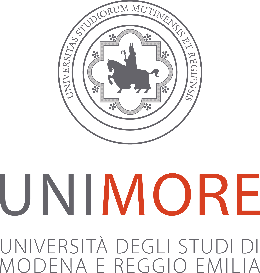 UNIVERSITAS STUDIORUM MUTINENSIS ET REGIENSIS
UNIMORE
UNIVERSITÀ DEGLI STUDI DI
MODENA E REGGIO EMILIA